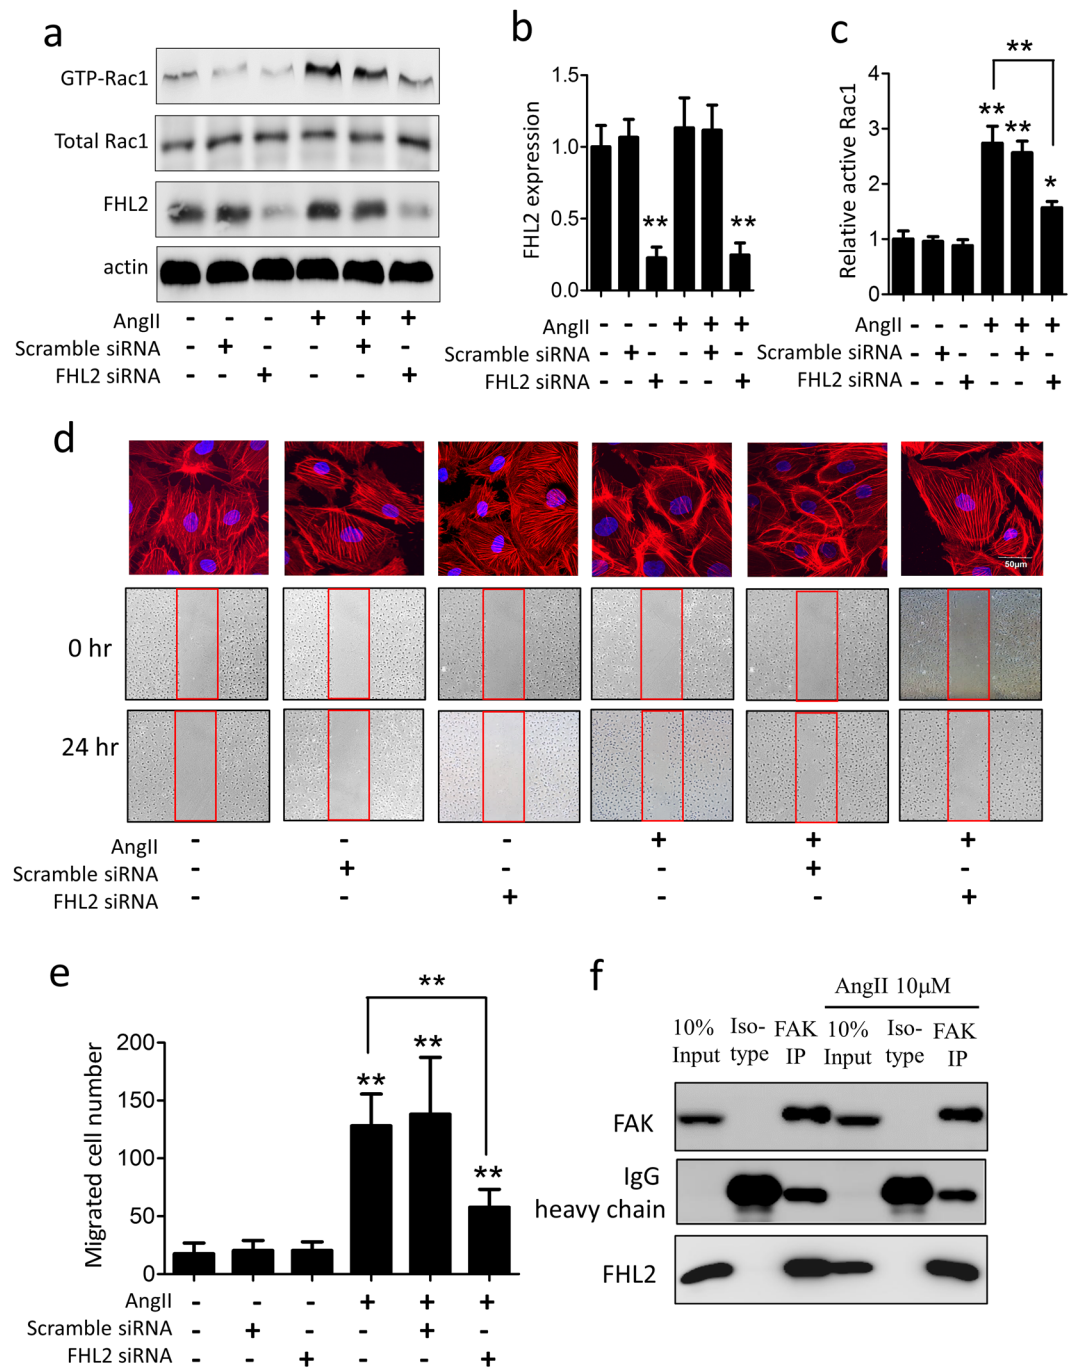 a
GTP-Rac1
Total Rac1
FHL2
actin
AngII - - - + + +
Scramble siRNA - + - - + -
FHL2 siRNA - - + - - +
b
FHL2 expression
1.5
1.0
0.5
0.0
** **
AngII - - - + + +
Scramble siRNA - + - - + -
FHL2 siRNA - - + - - +
c
Relative active Rac1
4
3
2
1
0
**
** ** *
AngII - - - + + +
Scramble siRNA - + - - + -
FHL2 siRNA - - + - - +
d
50µm
0 hr
24 hr
AngII - - - + + +
Scramble siRNA - + - - + -
FHL2 siRNA - - + - - +
e
Migrated cell number
200
150
100
50
0
**
** ** **
AngII - - - + + +
Scramble siRNA - + - - + -
FHL2 siRNA - - + - - +
f
AngII 10µM
10% Iso- FAK 10% Iso- FAK
Input type IP Input type IP
FAK
IgG
heavy chain
FHL2